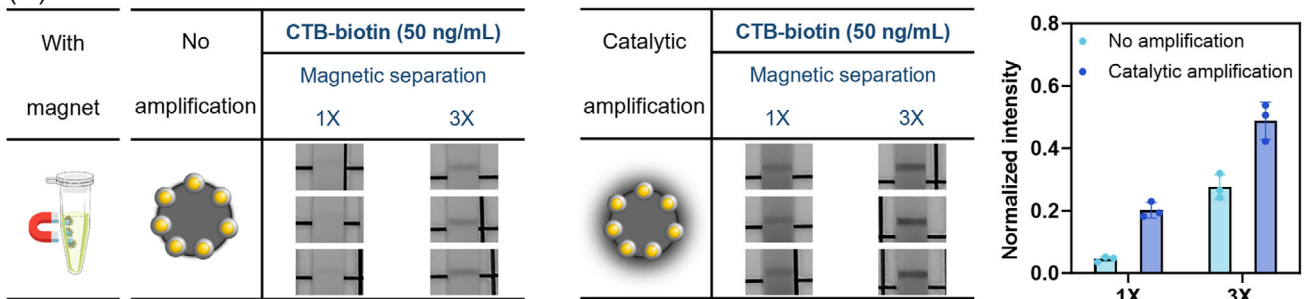 With
magnet
No
amplification
CTB-biotin (50 ng/mL)
Magnetic separation
1X 3X
Catalytic
amplification
CTB-biotin (50 ng/mL)
Magnetic separation
1X 3X
Normalized intensity
0.8
0.6
0.4
0.2
0.0
No amplification
Catalytic amplification
1X 3X